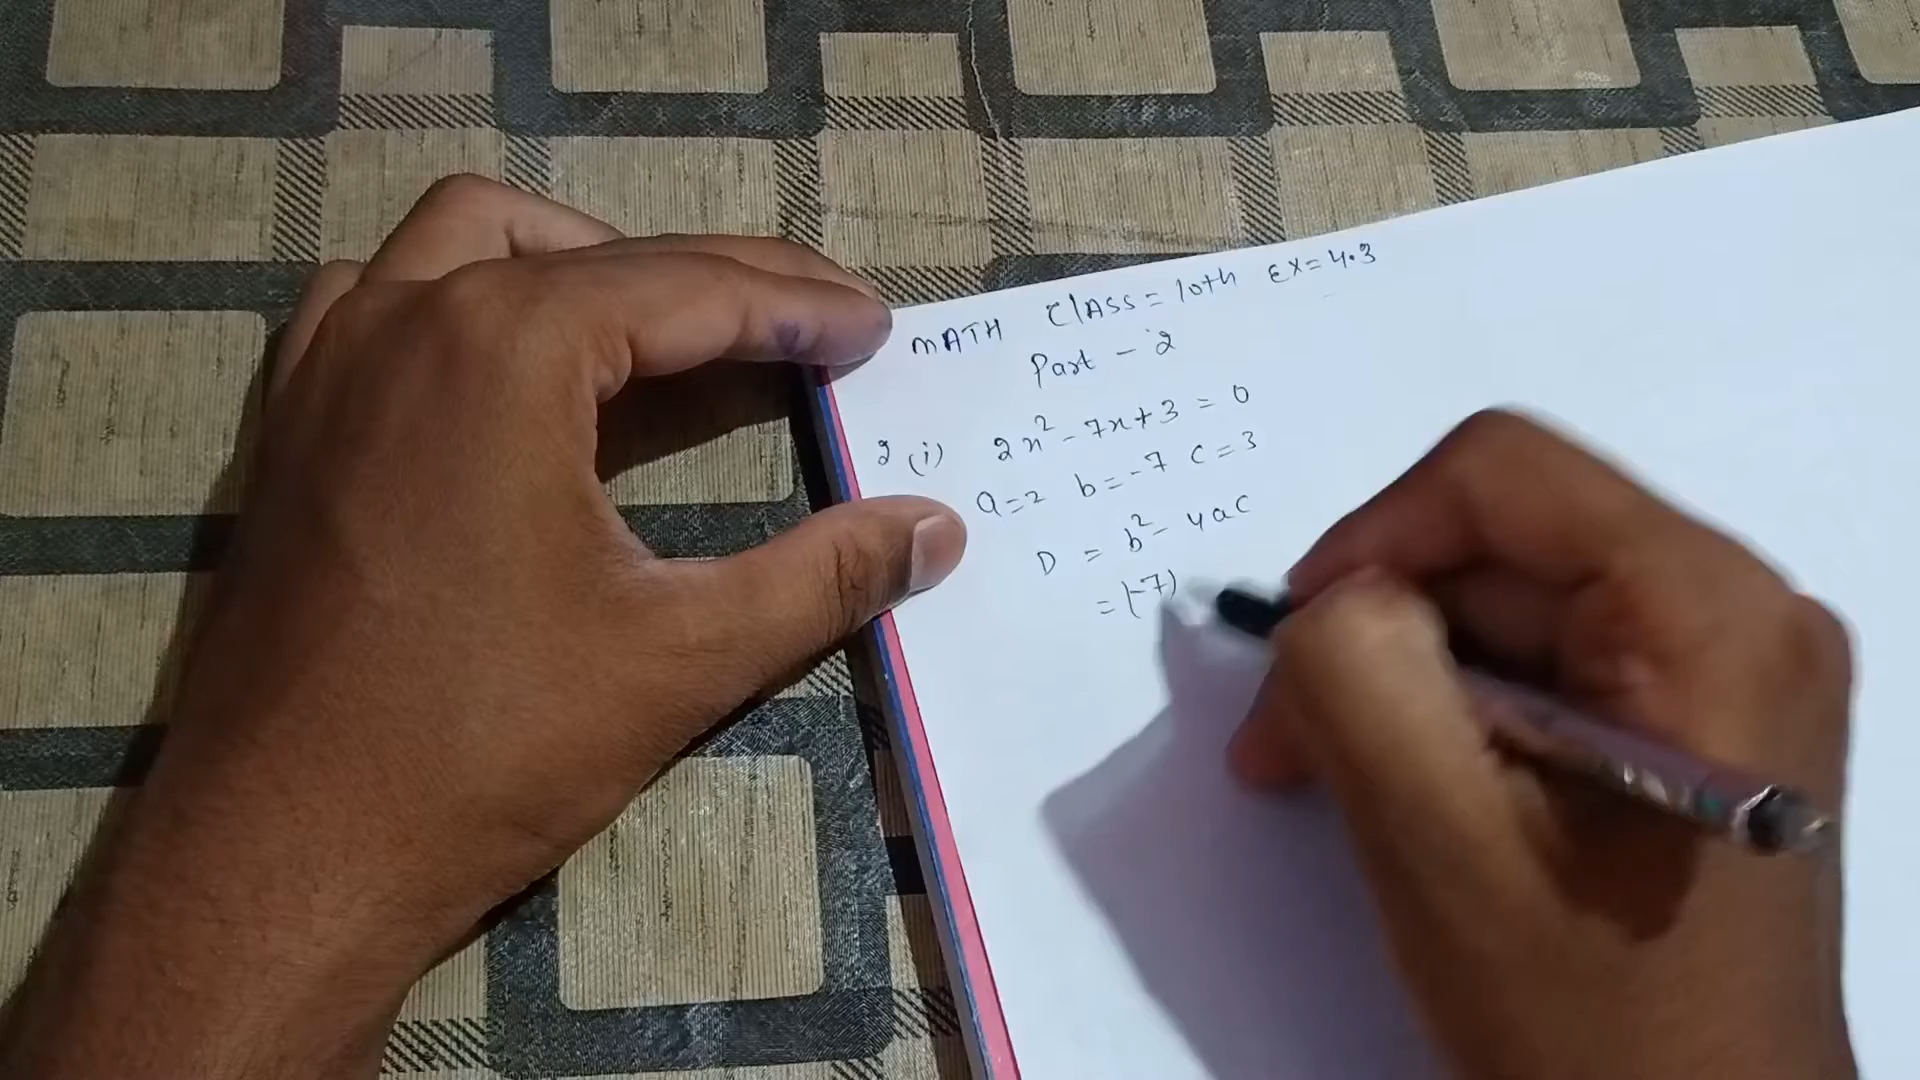 MATH CLASS = 10th EX = 4.3
Part - 2
2 (i) 2x² - 7x + 3 = 0
a = 2 b = -7 c = 3
D = b² - 4ac
= (-7)